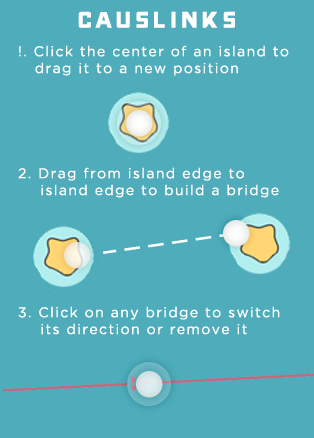 CAUSLINKS
!. Click the center of an island to
drag it to a new position
2. Drag from island edge to
island edge to build a bridge
3. Click on any bridge to switch
its direction or remove it